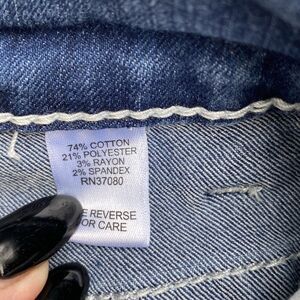 74% COTTON
21% POLYESTER
3% RAYON
2% SPANDEX
RN37080
REVERSE
CARE